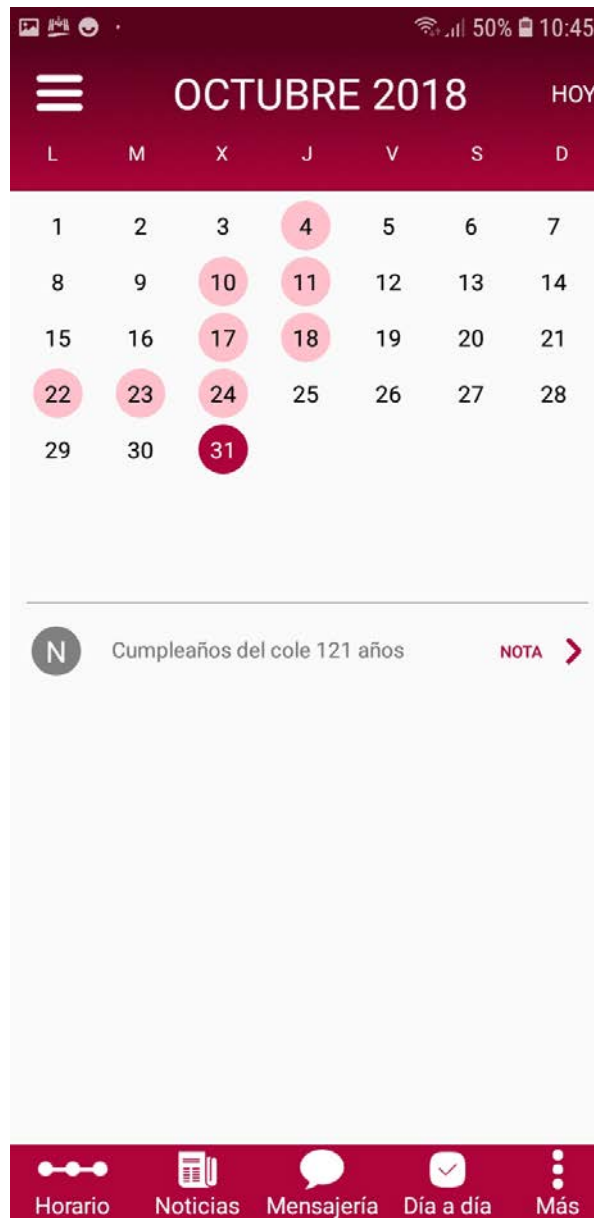 50% 10:45
OCTUBRE 2018 HOY
L M X J V S D
1 2 3 4 5 6 7
8 9 10 11 12 13 14
15 16 17 18 19 20 21
22 23 24 25 26 27 28
29 30 31
N Cumpleaños del cole 121 años NOTA
Horario Noticias Mensajería Día a día Más